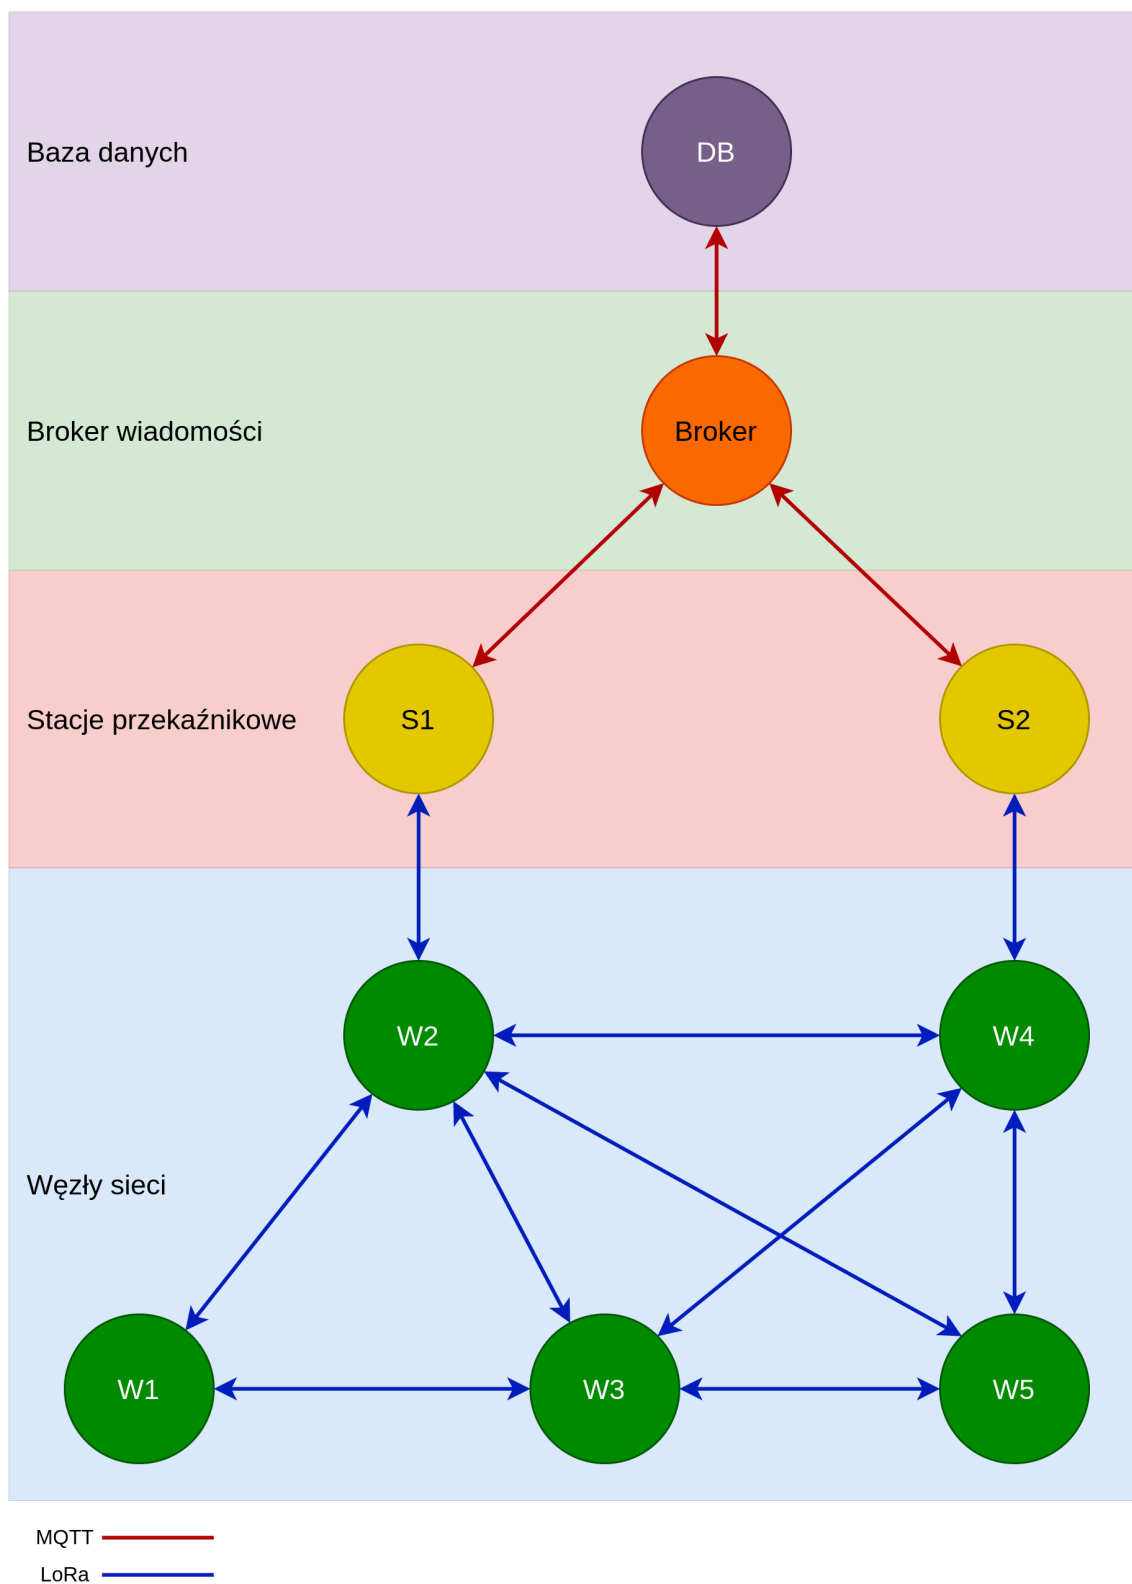 Baza danych
DB
Broker wiadomości
Broker
Stacje przekaźnikowe
S1
S2
W2
W4
Węzły sieci
W1
W3
W5
MQTT
LoRa